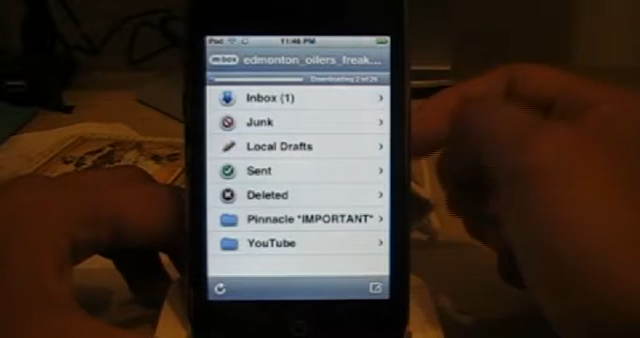 iPod 11:46 PM
mBox edmonton_oilers_freak...
Downloading 2 of 26
Inbox (1)
Junk
Local Drafts
Sent
Deleted
Pinnacle *IMPORTANT*
YouTube